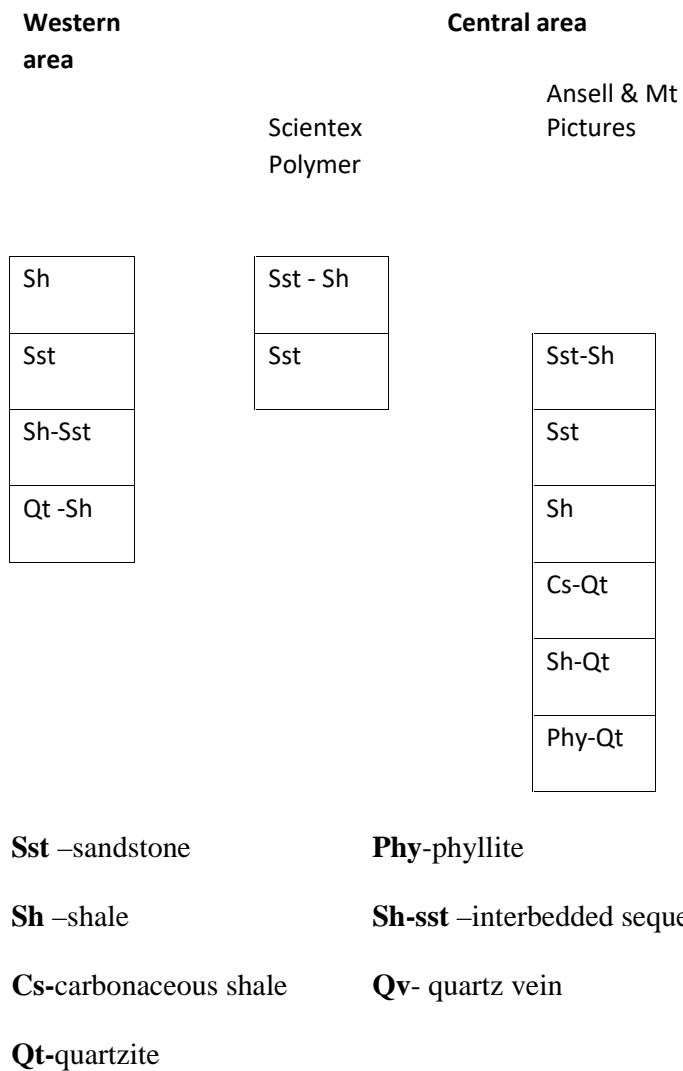 Western
area
Central area
Scientex
Polymer
Ansell & Mt
Pictures
Sh
Sst
Sh-Sst
Qt -Sh
Sst - Sh
Sst
Sst-Sh
Sst
Sh
Cs-Qt
Sh-Qt
Phy-Qt
Sst –sandstone
Phy-phyllite
Sh –shale
Sh-sst –interbedded
Cs-carbonaceous shale
Qv- quartz vein
Qt-quartzite